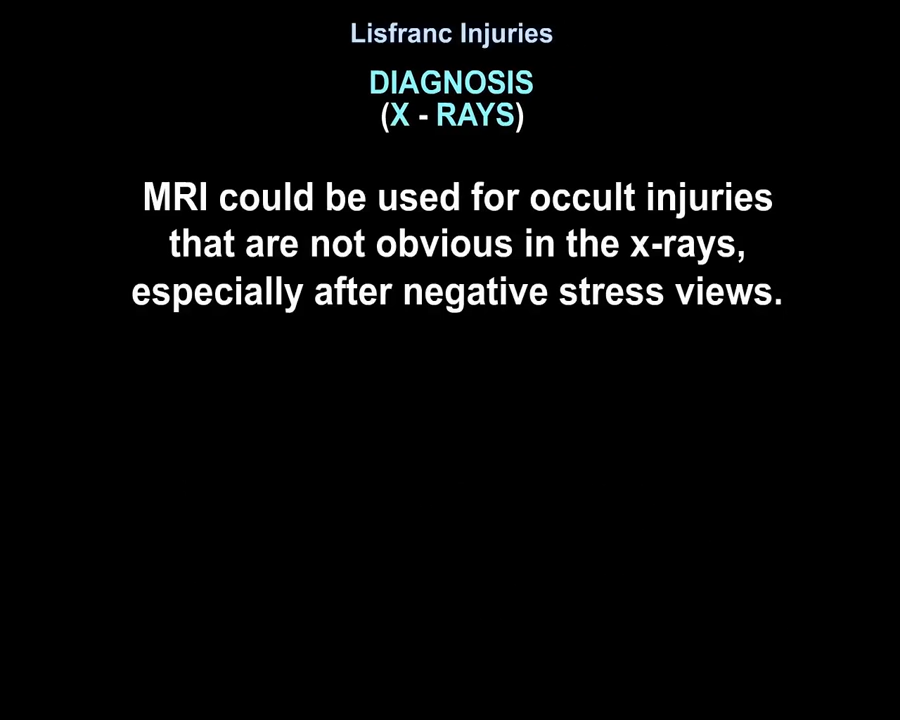 Lisfranc Injuries
DIAGNOSIS
(X - RAYS)
MRI could be used for occult injuries
that are not obvious in the x-rays,
especially after negative stress views.